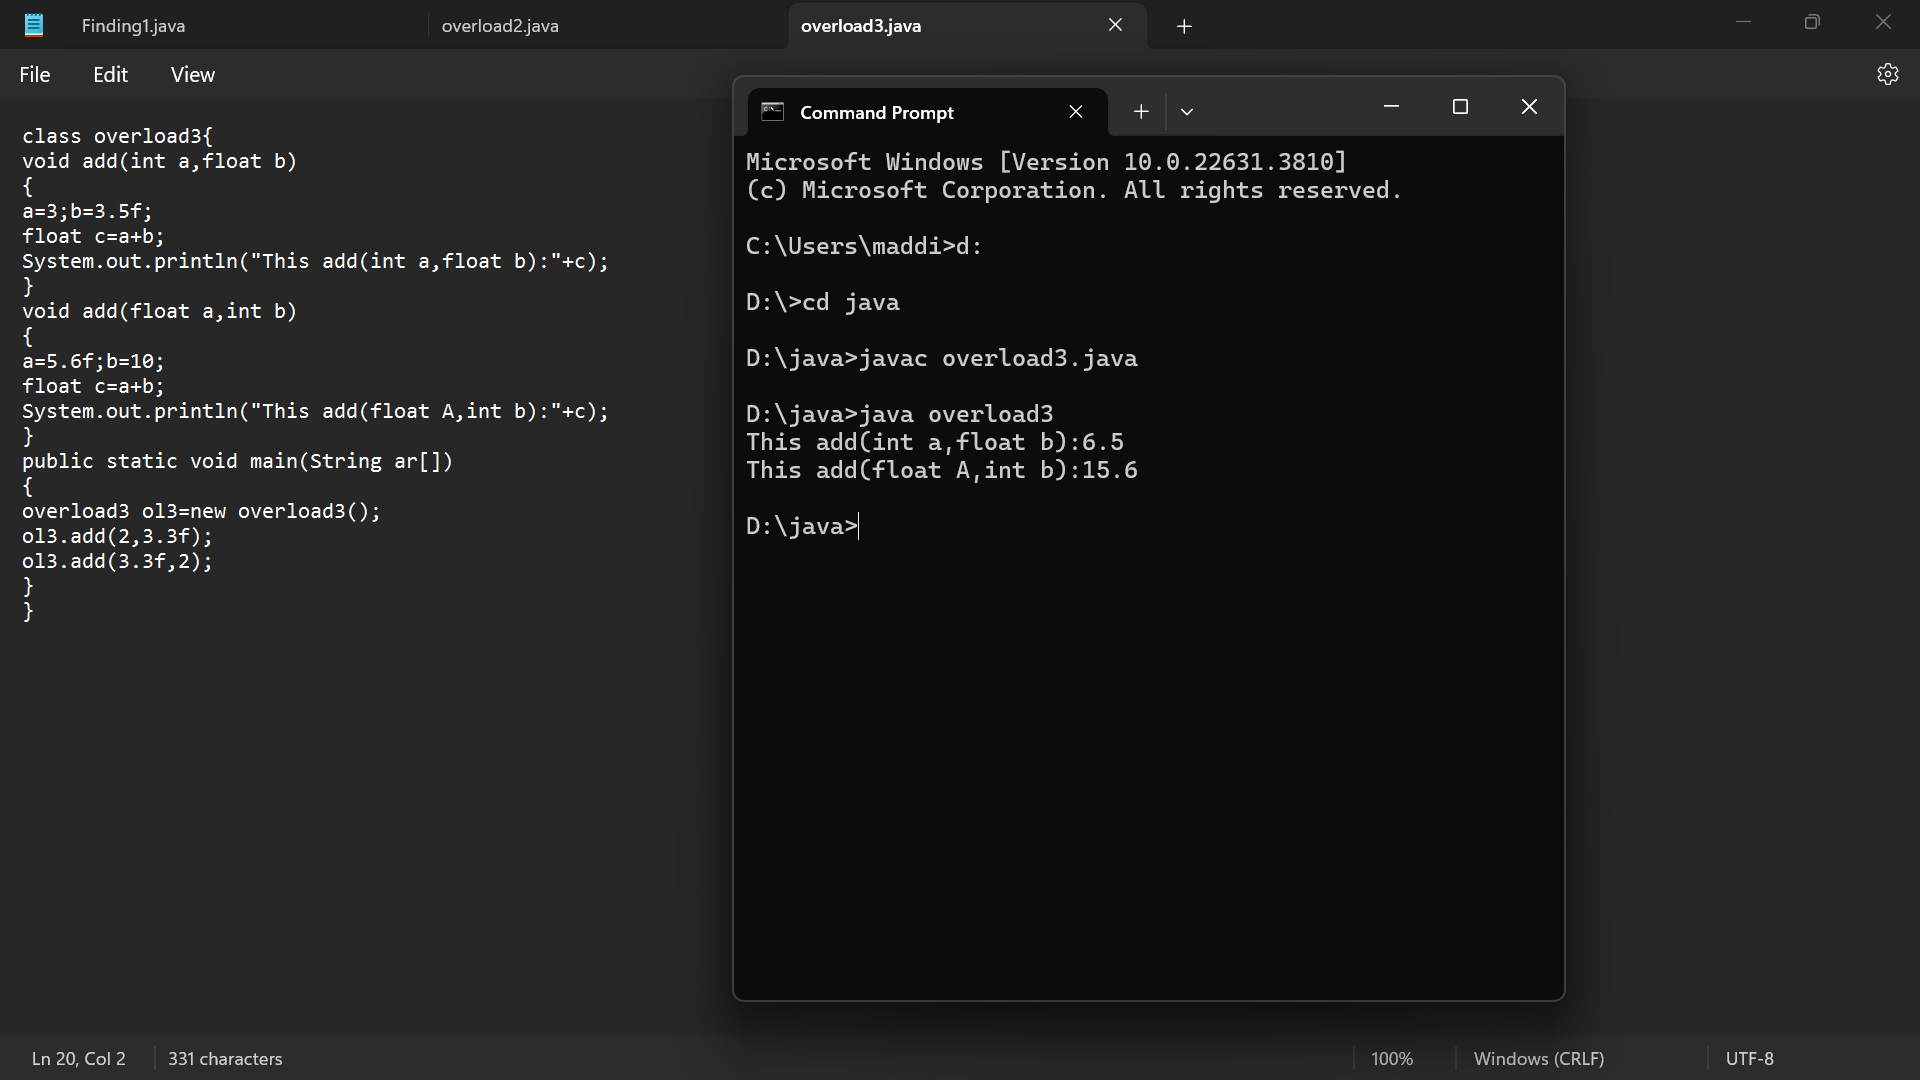 Finding1.java
overload2.java
overload3.java
File Edit View
class overload3{
void add(int a,float b)
{
a=3;b=3.5f;
float c=a+b;
System.out.println("This add(int a,float b):"+c);
}
void add(float a,int b)
{
a=5.6f;b=10;
float c=a+b;
System.out.println("This add(float A,int b):"+c);
}
public static void main(String ar[])
{
overload3 ol3=new overload3();
ol3.add(2,3.3f);
ol3.add(3.3f,2);
}
}
Command Prompt
Microsoft Windows [Version 10.0.22631.3810]
(c) Microsoft Corporation. All rights reserved.
C:\Users\maddi>d:
D:\>cd java
D:\java>javac overload3.java
D:\java>java overload3
This add(int a,float b):6.5
This add(float A,int b):15.6
D:\java>
Ln 20, Col 2 331 characters 100% Windows (CRLF) UTF-8